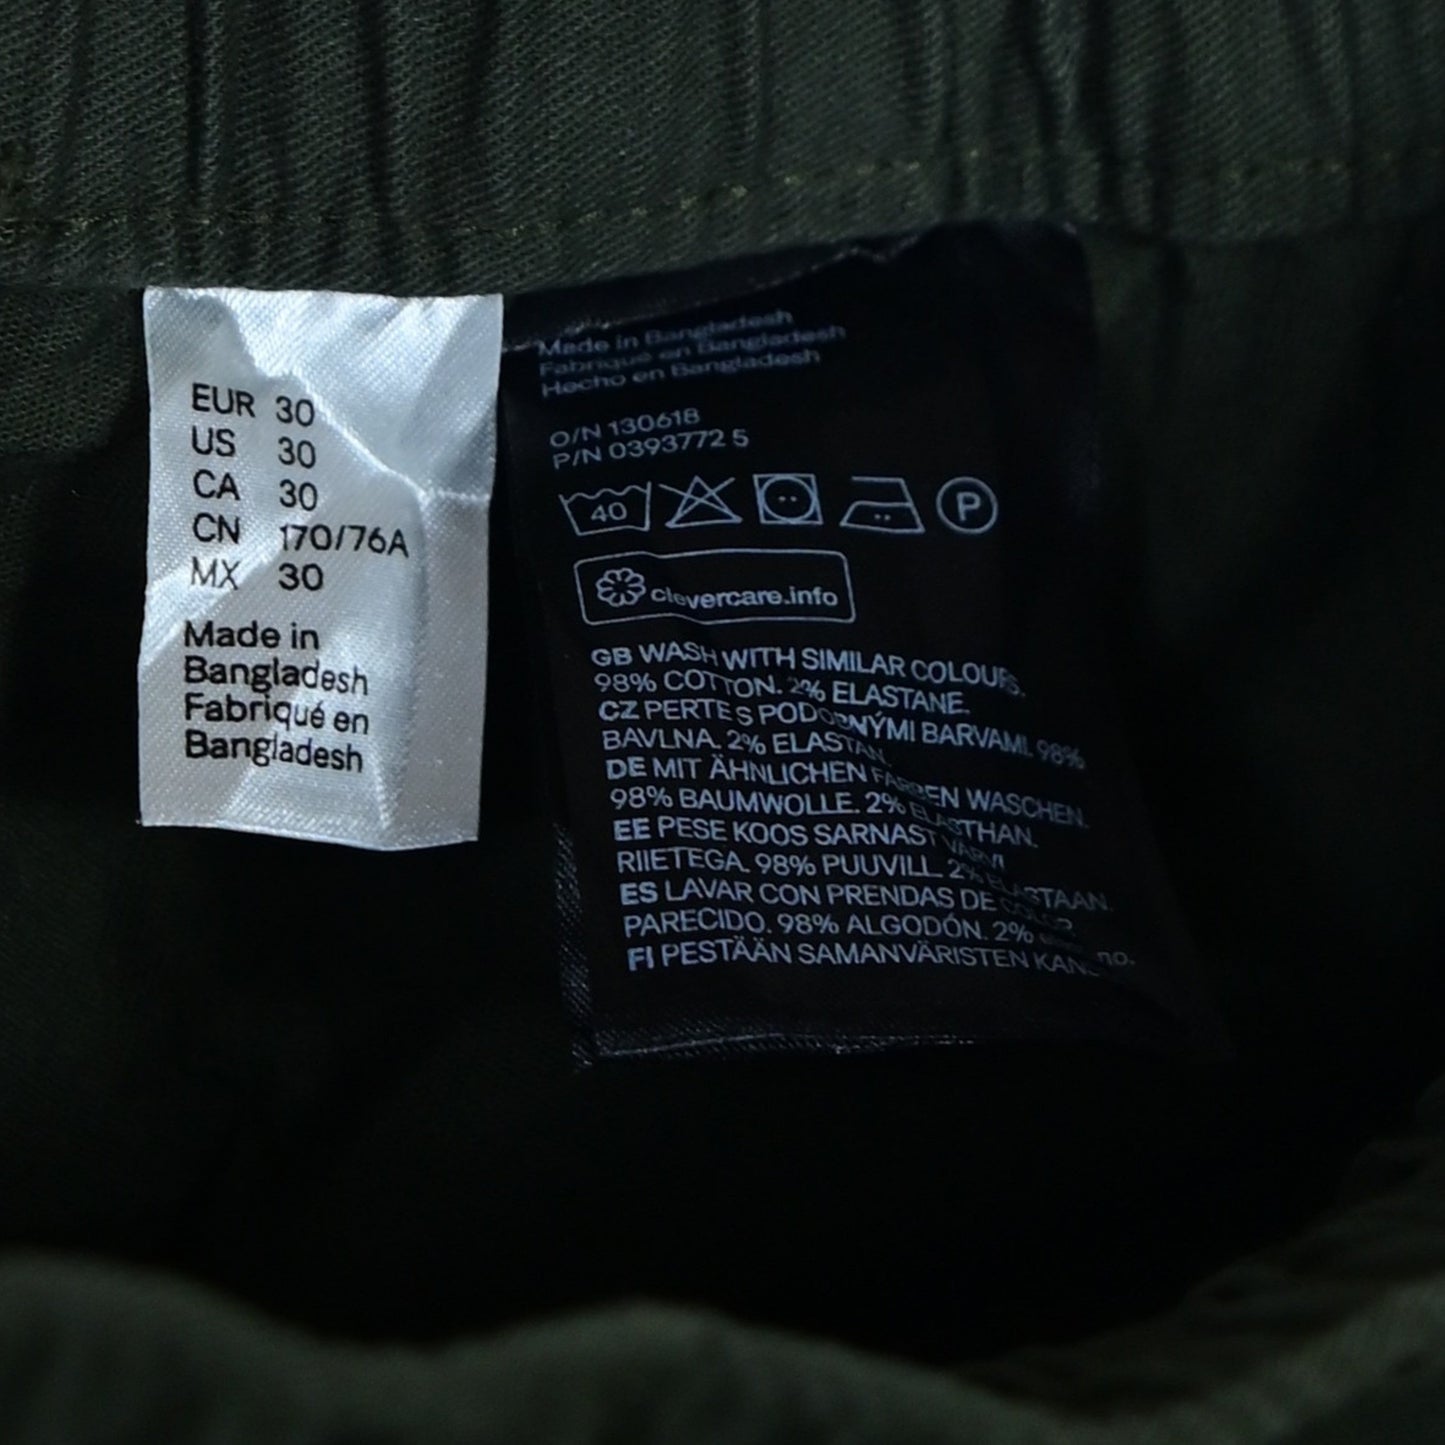 EUR 30
US 30
CA 30
CN 170/76A
MX 30
Made in
Bangladesh
Fabriqué en
Bangladesh
Made in Bangladesh
Fabriqué en Bangladesh
Hecho en Bangladesh
O/N 130618
P/N 0393772 5
40
P
clevercare.info
GB WASH WITH SIMILAR COLOURS.
98% COTTON. 2% ELASTANE.
CZ PERTE S PODOBNÝMI BARVAMI. 98%
BAVLNA. 2% ELASTAN.
DE MIT ÄHNLICHEN FARBEN WASCHEN.
98% BAUMWOLLE. 2% ELASTHAN.
EE PESE KOOS SARNAST VÄRVI
RIIETEGA. 98% PUUVILL. 2% ELASTAAN.
ES LAVAR CON PRENDAS DE COLOR
PARECIDO. 98% ALGODÓN. 2%
FI PESTÄÄN SAMANVÄRISTEN